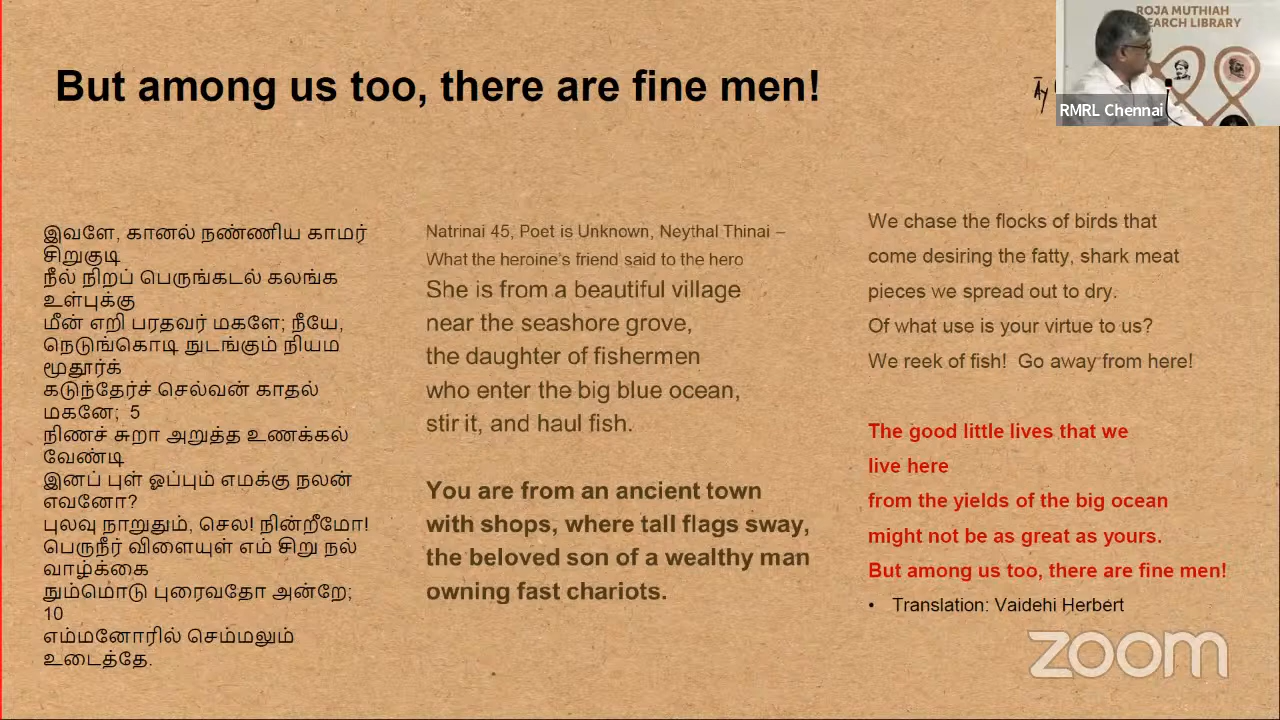 But among us too, there are fine men!
ROJA MUTHIAH
EARCH LIBRARY
RMRL Chennai
இவளே, கானல் நண்ணிய காமர்
சிறுகுடி
நீல் நிறப் பெருங்கடல் கலங்க
உள்புக்கு
மீன் எறி பரதவர் மகளே; நீயே,
நெடுங்கொடி நுடங்கும் நியம
மூதூர்க்
கடுந்தேர்ச் செல்வன் காதல்
மகனே; 5
நிணச் சுறா அறுத்த உணக்கல்
வேண்டி
இனப் புள் ஓப்பும் எமக்கு நலன்
எவனோ?
புலவு நாறுதும், செல! நின்றீமோ!
பெருநீர் விளையுள் எம் சிறு நல்
வாழ்க்கை
நும்மொடு புரைவதோ அன்றே;
10
எம்மனோரில் செம்மலும்
உடைத்தே.
Natrinai 45, Poet is Unknown, Neythal Thinai –
What the heroine's friend said to the hero
She is from a beautiful village
near the seashore grove,
the daughter of fishermen
who enter the big blue ocean,
stir it, and haul fish.
You are from an ancient town
with shops, where tall flags sway,
the beloved son of a wealthy man
owning fast chariots.
We chase the flocks of birds that
come desiring the fatty, shark meat
pieces we spread out to dry.
Of what use is your virtue to us?
We reek of fish! Go away from here!
The good little lives that we
live here
from the yields of the big ocean
might not be as great as yours.
But among us too, there are fine men!
• Translation: Vaidehi Herbert
zoom